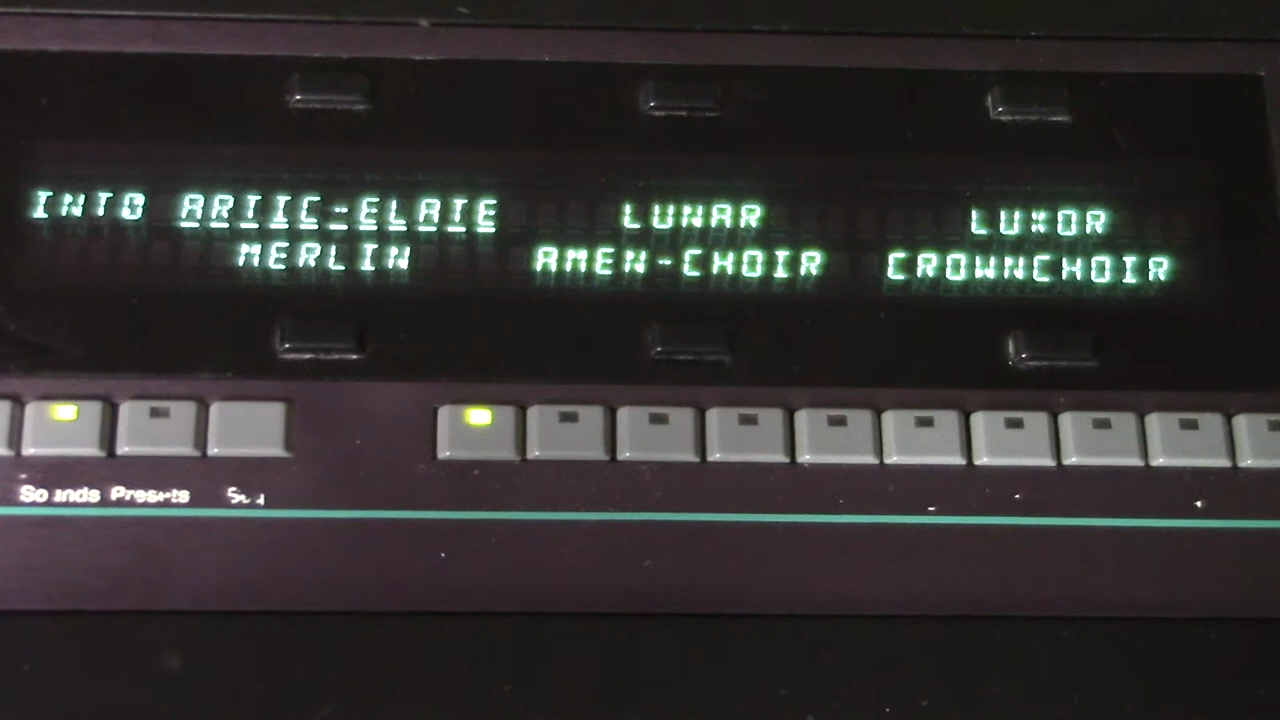 INTO ARTIC-ELATE LUNAR LUXOR
MERLIN AMEN-CHOIR CROWNCHOIR
Sounds Presets